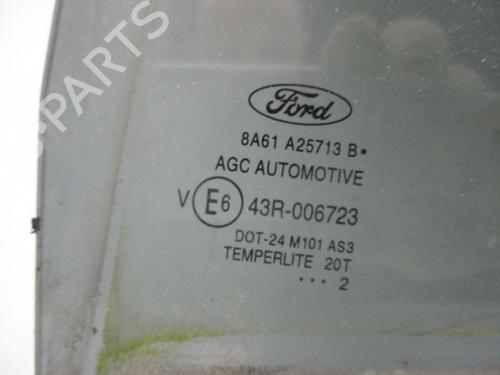 PARTS
Ford
8A61 A25713 B•
AGC AUTOMOTIVE
V E6 43R-006723
DOT-24 M101 AS3
TEMPERLITE 20T
••• 2